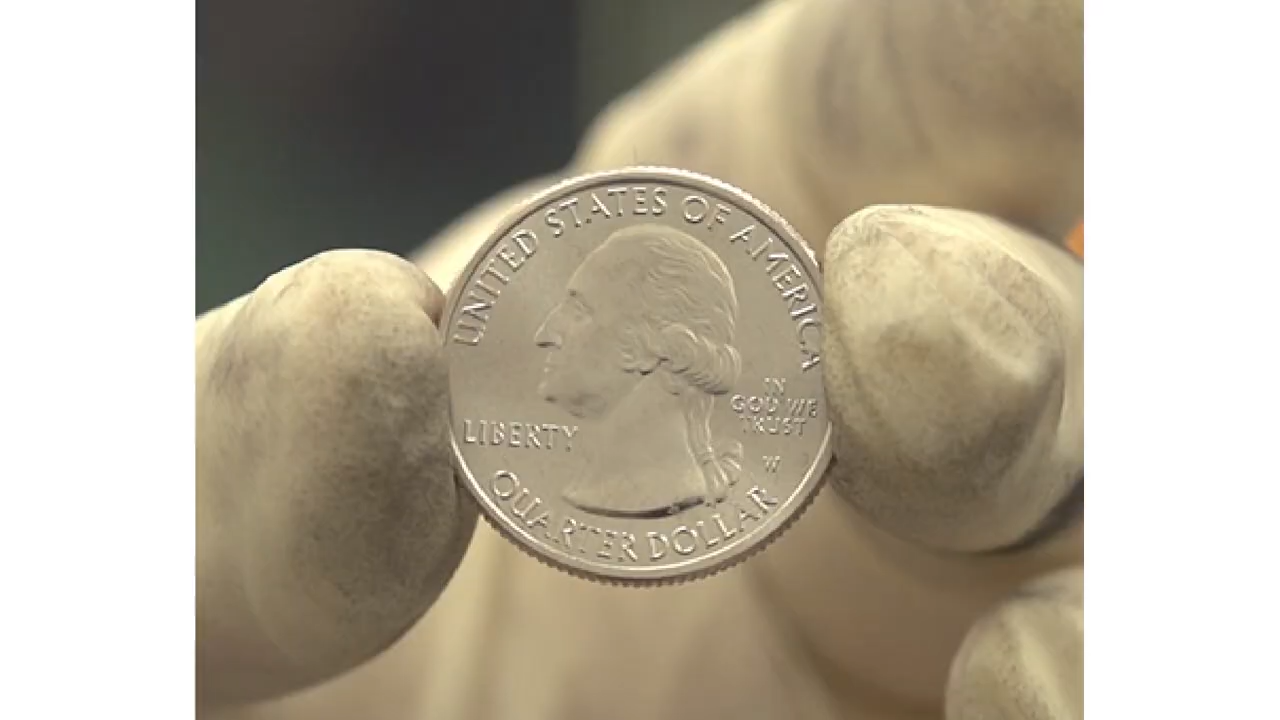 UNITED STATES OF AMERICA
LIBERTY
IN
GOD WE
TRUST
W
QUARTER DOLLAR